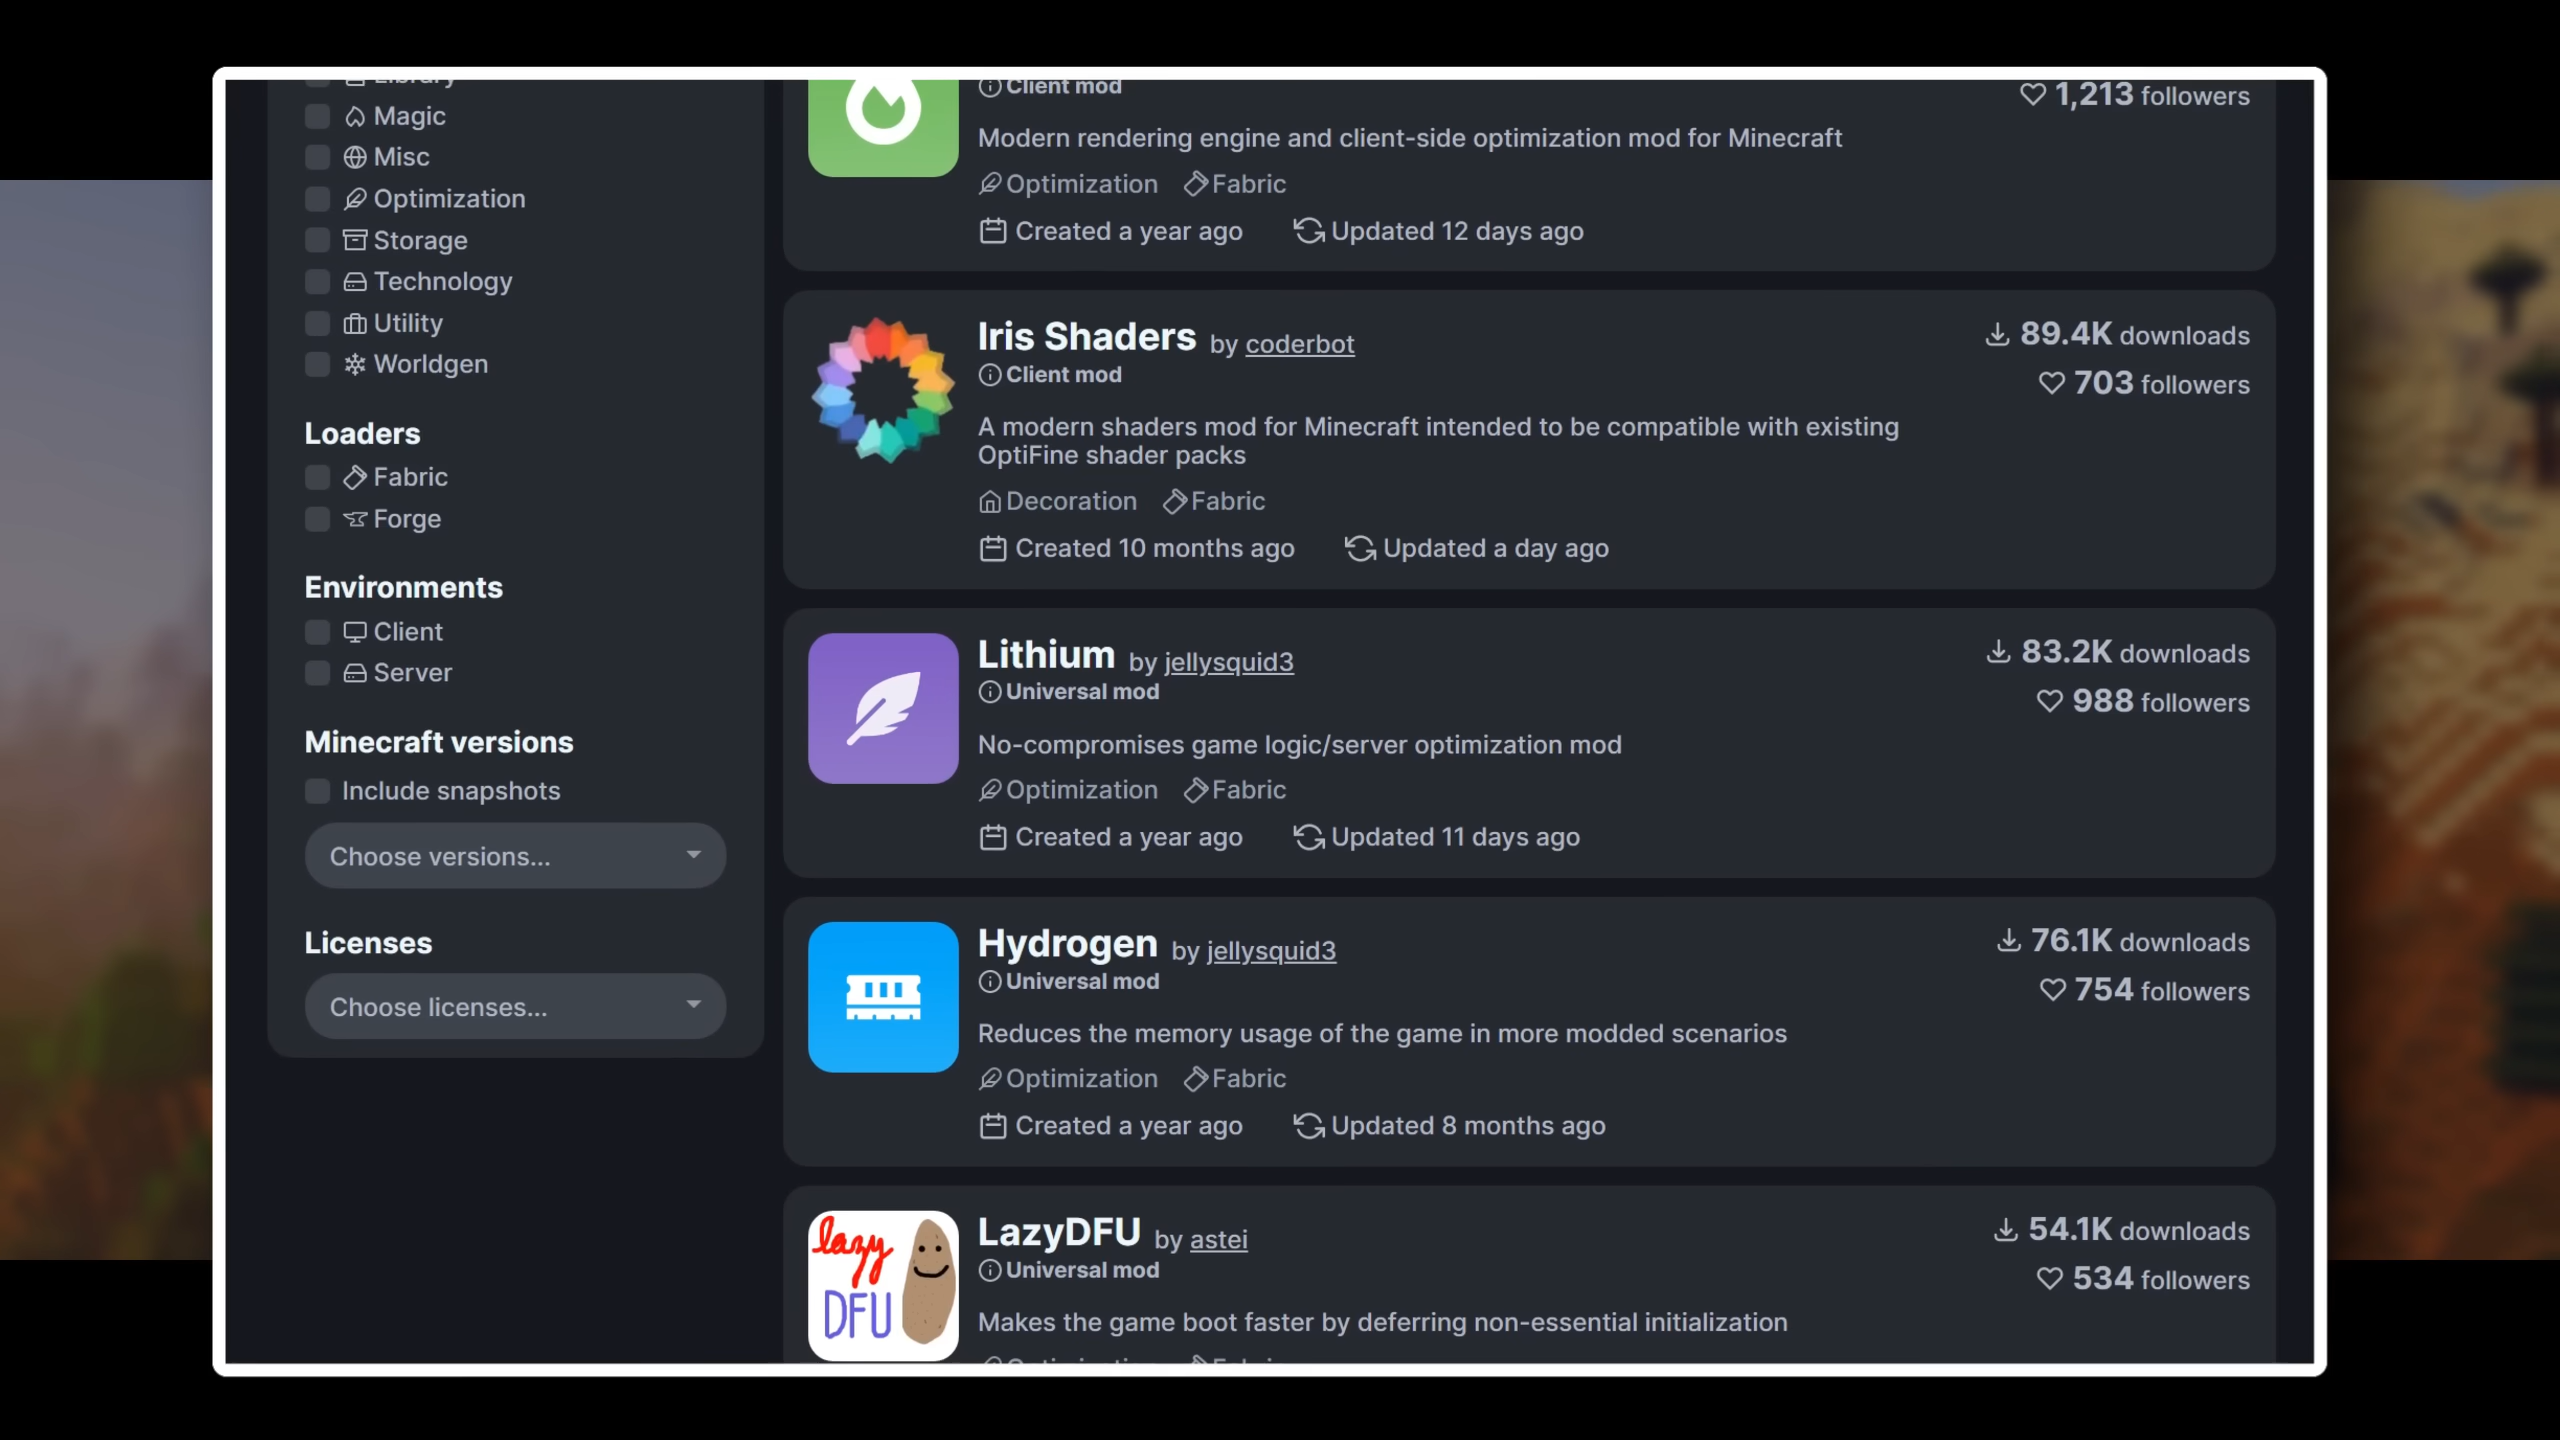 Library
Magic
Misc
Optimization
Storage
Technology
Utility
Worldgen
Loaders
Fabric
Forge
Environments
Client
Server
Minecraft versions
Include snapshots
Choose versions...
Licenses
Choose licenses...
Client mod
1,213 followers
Modern rendering engine and client-side optimization mod for Minecraft
Optimization Fabric
Created a year ago Updated 12 days ago
Iris Shaders by coderbot
89.4K downloads
Client mod
703 followers
A modern shaders mod for Minecraft intended to be compatible with existing
OptiFine shader packs
Decoration Fabric
Created 10 months ago Updated a day ago
Lithium by jellysquid3
83.2K downloads
Universal mod
988 followers
No-compromises game logic/server optimization mod
Optimization Fabric
Created a year ago Updated 11 days ago
Hydrogen by jellysquid3
76.1K downloads
Universal mod
754 followers
Reduces the memory usage of the game in more modded scenarios
Optimization Fabric
Created a year ago Updated 8 months ago
lazy
DFU
LazyDFU by astei
54.1K downloads
Universal mod
534 followers
Makes the game boot faster by deferring non-essential initialization